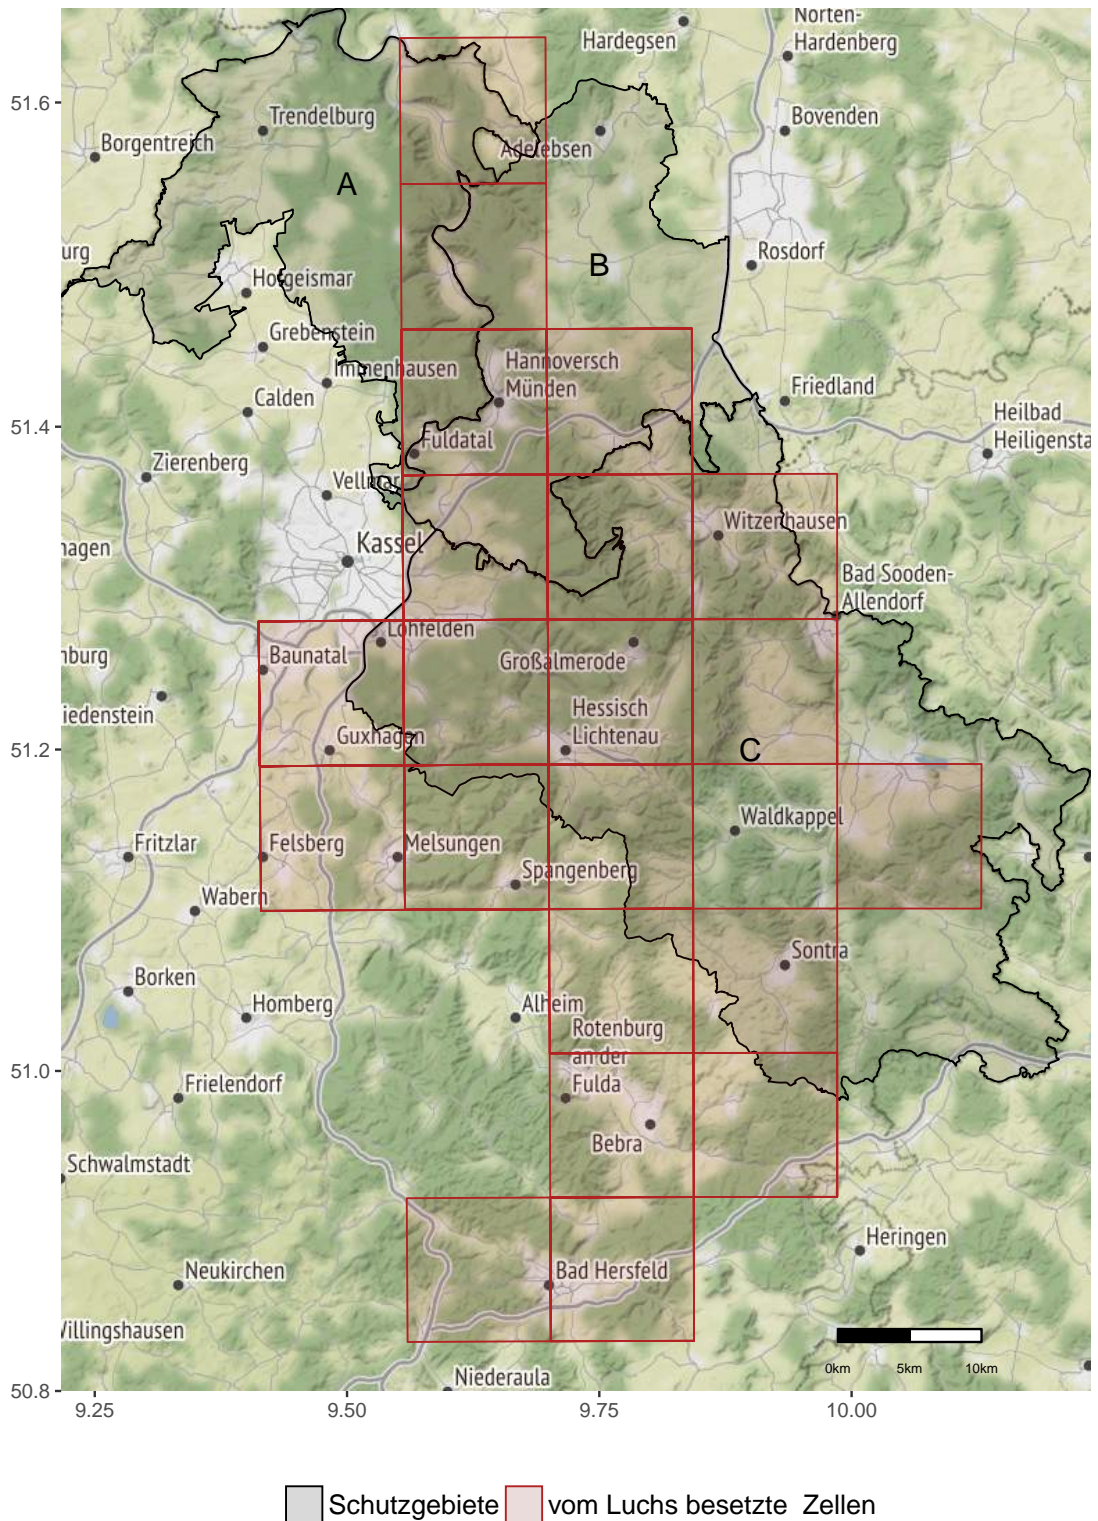 Norten-
Hardenberg
Hardegsen
51.6
Trendelburg
Bovenden
Borgentreich
Adelebsen
A
urg
B
Rosdorf
Hofgeismar
Grebenstein
Immenhausen
Hannoversch
Münden
Calden
Friedland
Heilbad
Heiligensta
51.4
Fuldatal
Zierenberg
Vellmar
Witzenhausen
hagen
Kassel
Bad Sooden-
Allendorf
Lohfelden
nburg
Baunatal
Großalmerode
iedenstein
Hessisch
Lichtenau
Guxhagen
51.2
C
Waldkappel
Fritzlar
Felsberg
Melsungen
Spangenberg
Wabern
Sontra
Borken
Homberg
Alheim
Rotenburg
an der
Fulda
51.0
Frielendorf
Bebra
Schwalmstadt
Heringen
Neukirchen
Bad Hersfeld
Willingshausen
0km
5km
10km
Niederaula
50.8
9.25
9.50
9.75
10.00
Schutzgebiete
vom Luchs besetzte  Zellen